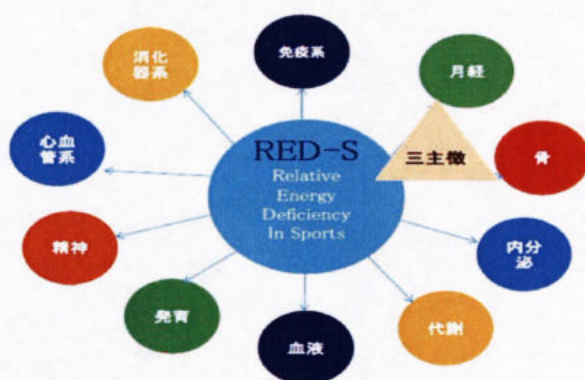 免疫系
消化
器系
月経
心血
管系
RED-S
Relative
Energy
Deficiency
In Sports
三主徴
骨
精神
内分
泌
発育
血液
代謝